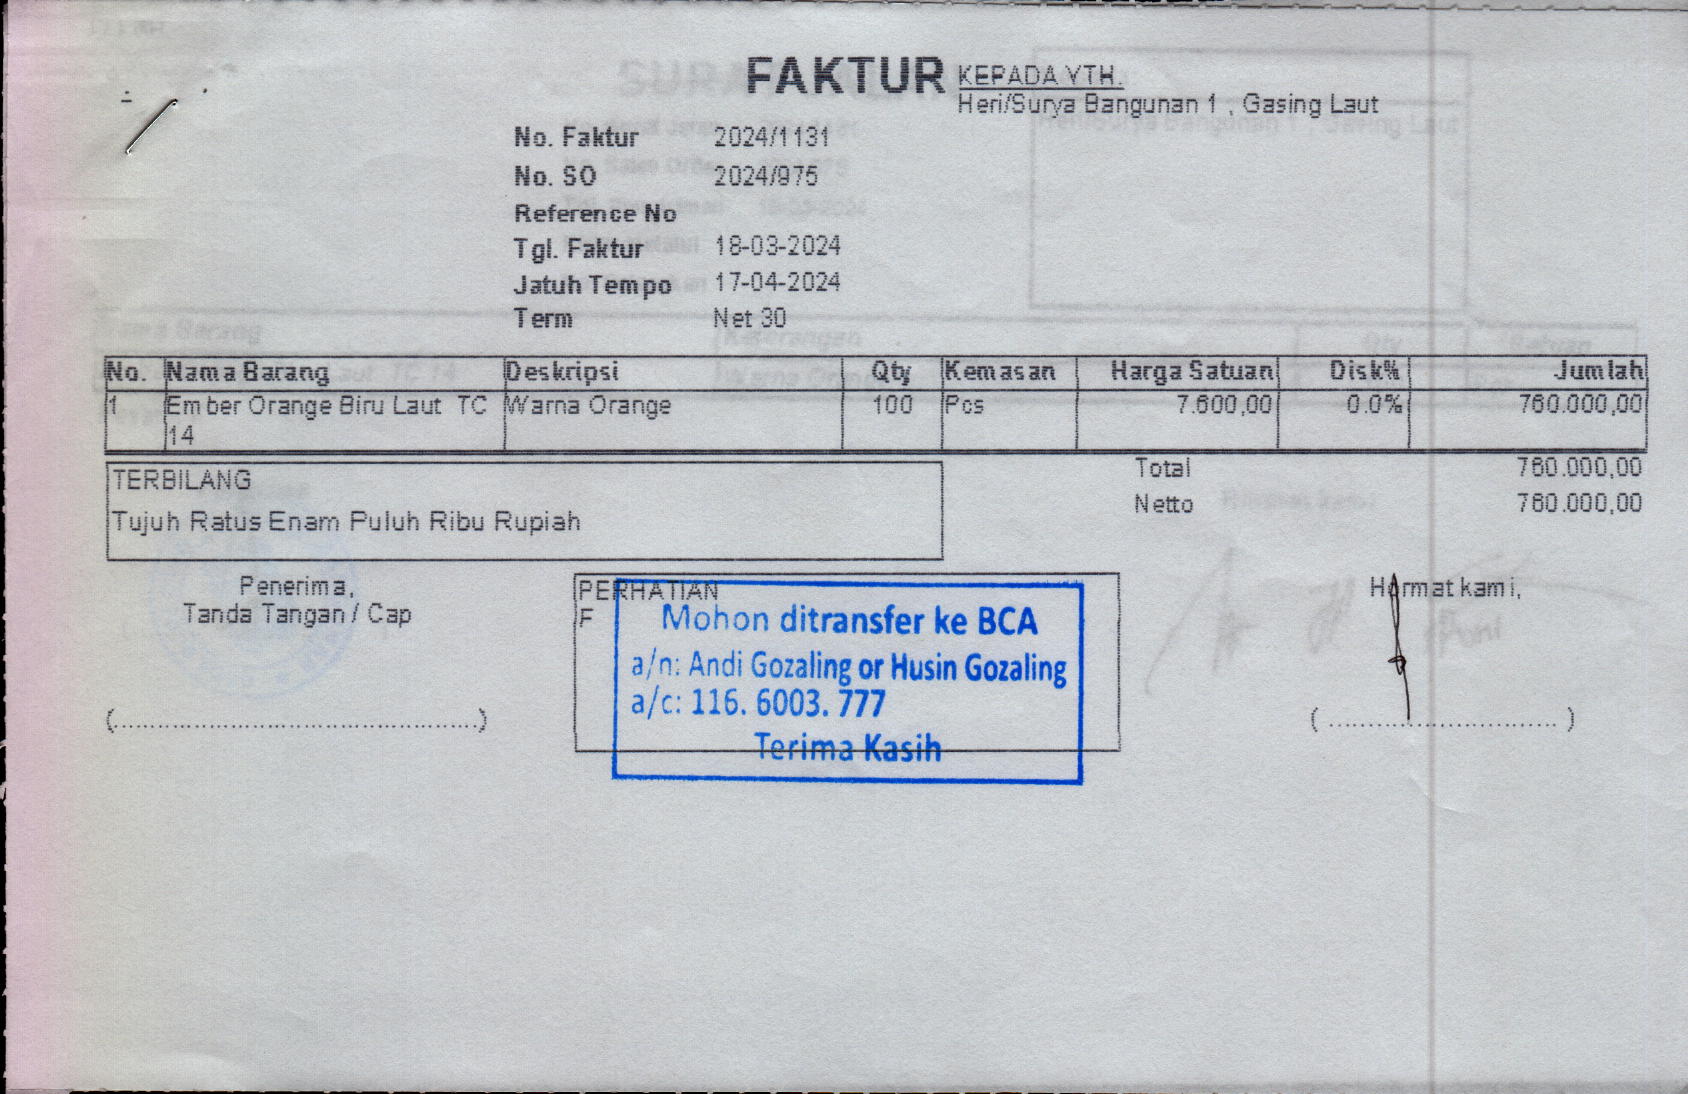 FAKTUR
KEPADA YTH.
Heri/Surya Bangunan 1 , Gasing Laut
No. Faktur 2024/1131
No. SO 2024/975
Reference No
Tgl. Faktur 18-03-2024
Jatuh Tempo 17-04-2024
Term Net 30
No. Nama Barang Deskripsi Qty Kemasan Harga Satuan Disk% Jumlah
1 Ember Orange Biru Laut TC Warna Orange 100 Pcs 7.600,00 0.0% 760.000,00
14
Total 760.000,00
TERBILANG
Netto 760.000,00
Tujuh Ratus Enam Puluh Ribu Rupiah
Penerima,
Tanda Tangan / Cap
PERHATIAN
F
Mohon ditransfer ke BCA
a/n: Andi Gozaling or Husin Gozaling
a/c: 116. 6003. 777
Terima Kasih
Hormat kami,
(................................................)
( ............................. )